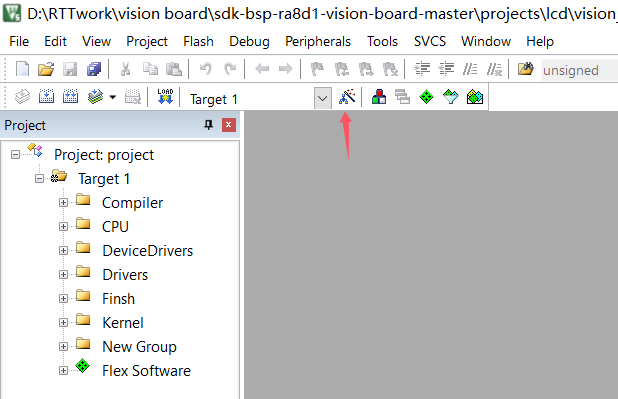 D:\RTTwork\vision board\sdk-bsp-ra8d1-vision-board-master\projects\lcd\vision_
File Edit View Project Flash Debug Peripherals Tools SVCS Window Help
unsigned
LOAD Target 1
Project
Project: project
Target 1
Compiler
CPU
DeviceDrivers
Drivers
Finsh
Kernel
New Group
Flex Software